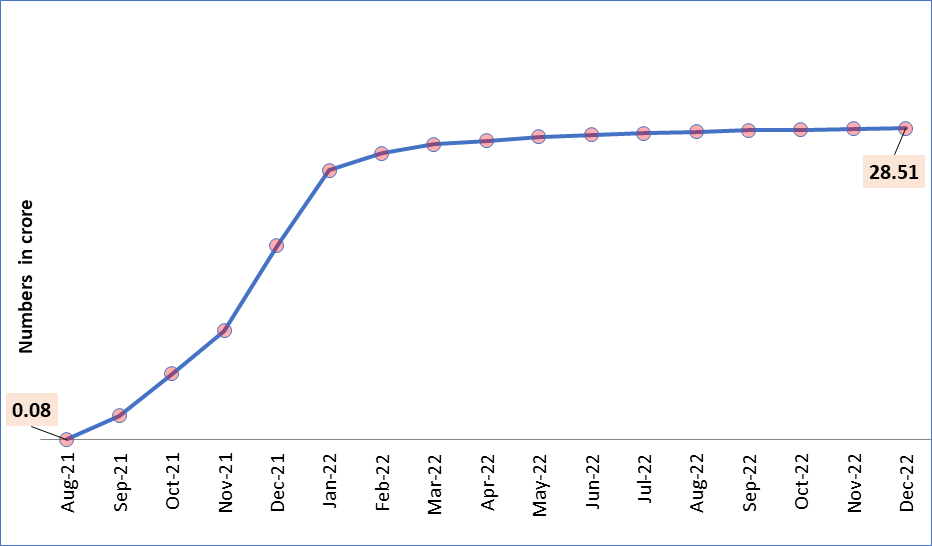 Numbers in crore
0.08
28.51
Aug-21
Sep-21
Oct-21
Nov-21
Dec-21
Jan-22
Feb-22
Mar-22
Apr-22
May-22
Jun-22
Jul-22
Aug-22
Sep-22
Oct-22
Nov-22
Dec-22